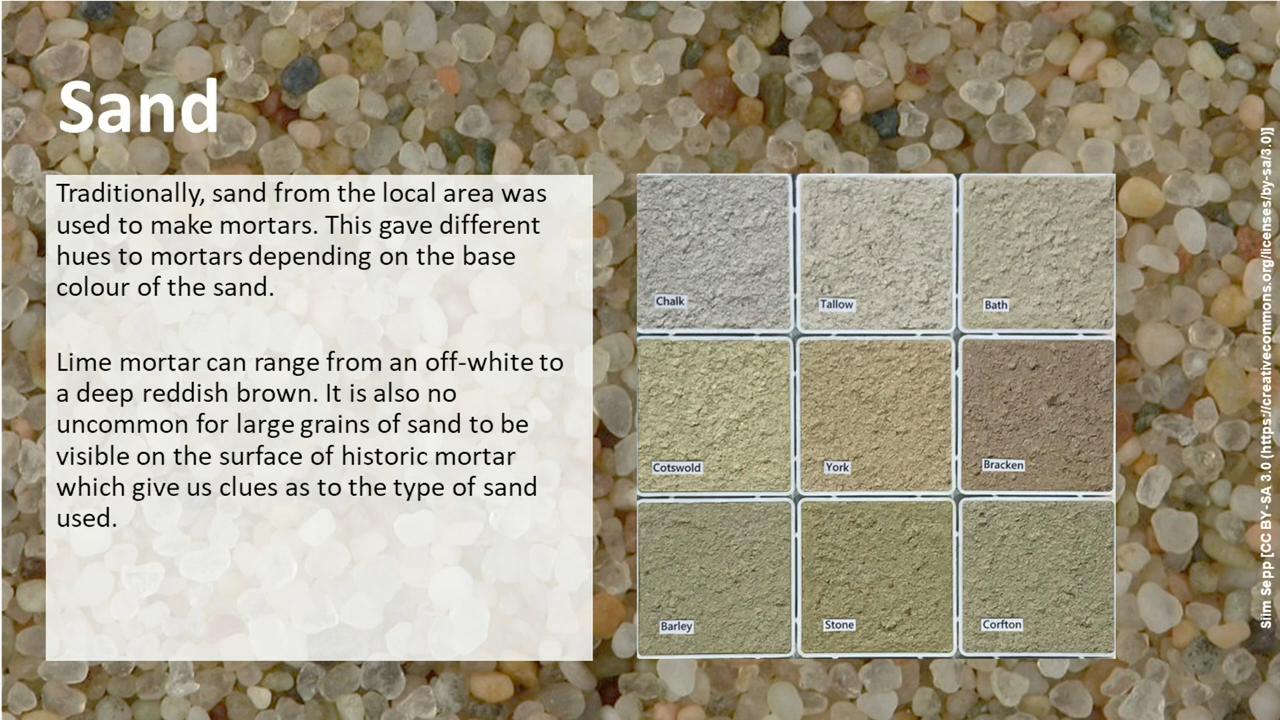 Sand
Traditionally, sand from the local area was
used to make mortars. This gave different
hues to mortars depending on the base
colour of the sand.
Lime mortar can range from an off-white to
a deep reddish brown. It is also no
uncommon for large grains of sand to be
visible on the surface of historic mortar
which give us clues as to the type of sand
used.
Chalk
Tallow
Bath
Cotswold
York
Bracken
Barley
Stone
Corfton
Siim Sepp [CC BY-SA 3.0 (https://creativecommons.org/licenses/by-sa/3.0)]